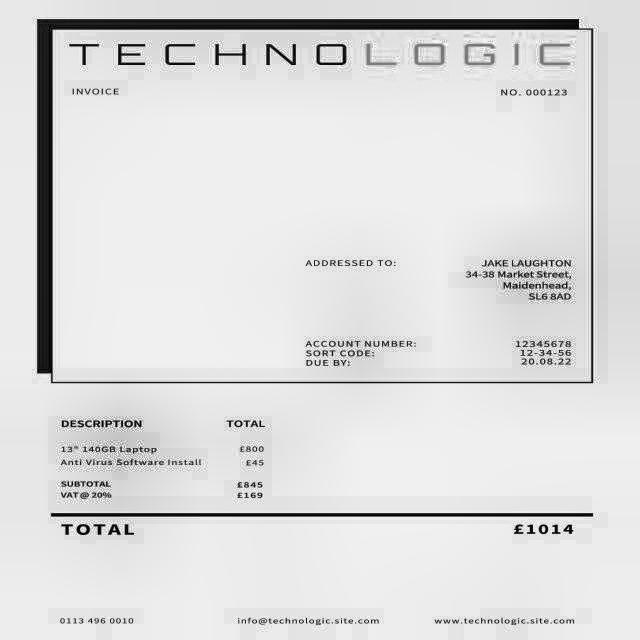 TECHNOLOGIC
INVOICE NO. 000123
ADDRESSED TO: JAKE LAUGHTON
34-38 Market Street,
Maidenhead,
SL6 8AD
ACCOUNT NUMBER: 12345678
SORT CODE: 12-34-56
DUE BY: 20.08.22
DESCRIPTION TOTAL
13" 140GB Laptop £800
Anti Virus Software Install £45
SUBTOTAL £845
VAT @ 20% £169
TOTAL £1014
0113 496 0010 info@technologic.site.com www.technologic.site.com